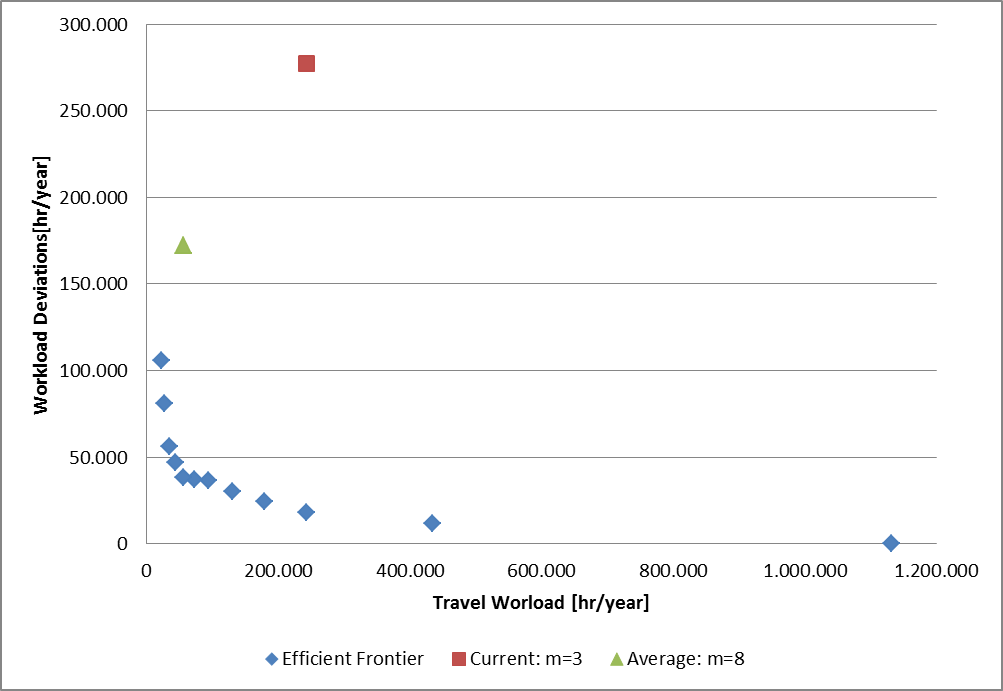 300.000
250.000
200.000
150.000
100.000
50.000
0
Workload Deviations[hr/year]
0 200.000 400.000 600.000 800.000 1.000.000 1.200.000
Travel Worload [hr/year]
Efficient Frontier Current: m=3 Average: m=8